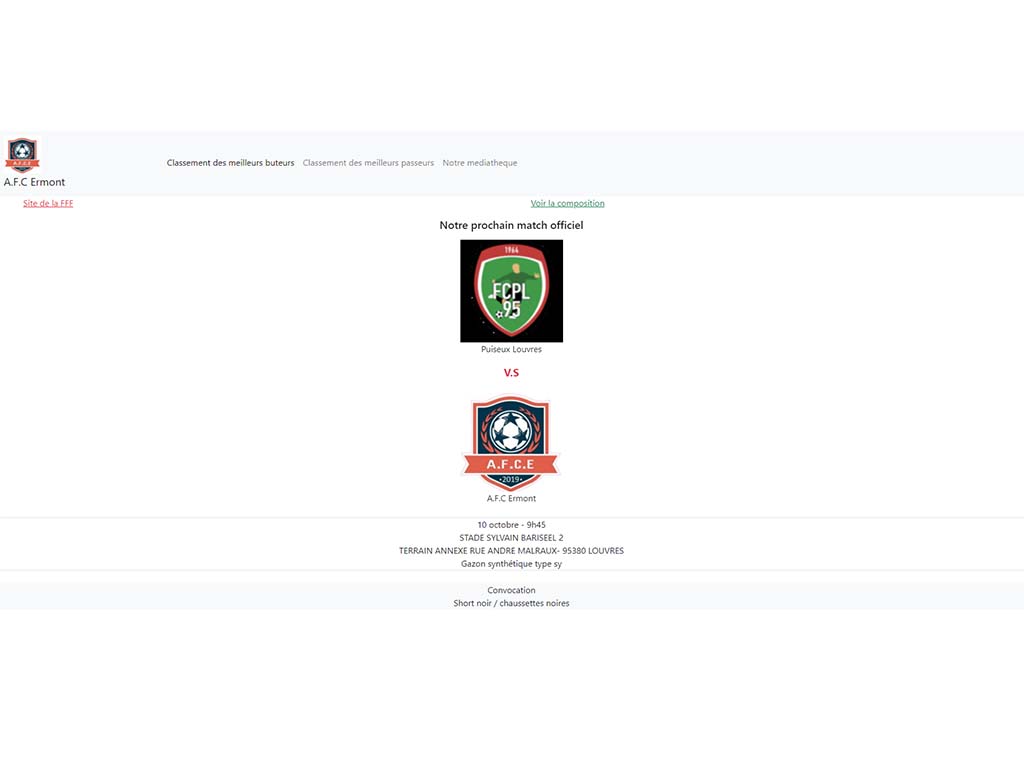 A.F.C.E
A.F.C Ermont
Classement des meilleurs buteurs Classement des meilleurs passeurs Notre mediatheque
Site de la FFF
Voir la composition
Notre prochain match officiel
1964
FCPL
95
Puiseux Louvres
V.S
A.F.C.E
•2019•
A.F.C Ermont
10 octobre - 9h45
STADE SYLVAIN BARISEEL 2
TERRAIN ANNEXE RUE ANDRE MALRAUX- 95380 LOUVRES
Gazon synthétique type sy
Convocation
Short noir / chaussettes noires